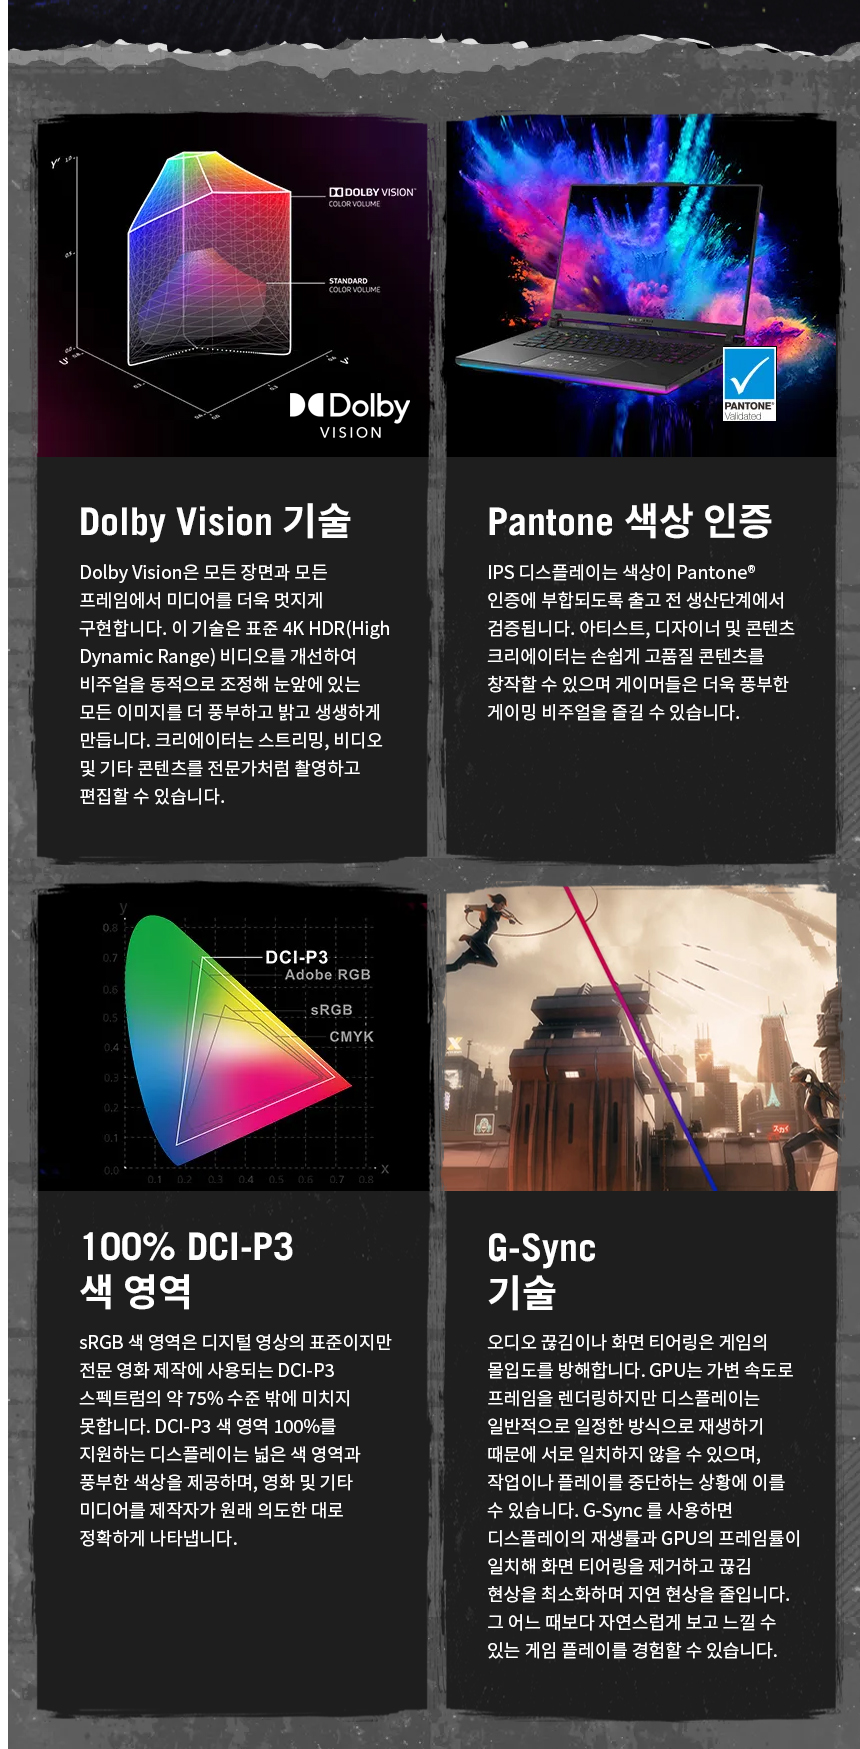 DOLBY VISION
COLOR VOLUME
STANDARD
COLOR VOLUME
Dolby
VISION
PANTONE®
Validated
Dolby Vision 기술
Dolby Vision은 모든 장면과 모든
프레임에서 미디어를 더욱 멋지게
구현합니다. 이 기술은 표준 4K HDR(High
Dynamic Range) 비디오를 개선하여
비주얼을 동적으로 조정해 눈앞에 있는
모든 이미지를 더 풍부하고 밝고 생생하게
만듭니다. 크리에이터는 스트리밍, 비디오
및 기타 콘텐츠를 전문가처럼 촬영하고
편집할 수 있습니다.
Pantone 색상 인증
IPS 디스플레이는 색상이 Pantone®
인증에 부합되도록 출고 전 생산단계에서
검증됩니다. 아티스트, 디자이너 및 콘텐츠
크리에이터는 손쉽게 고품질 콘텐츠를
창작할 수 있으며 게이머들은 더욱 풍부한
게이밍 비주얼을 즐길 수 있습니다.
y
0.8
0.7
0.6
0.5
0.4
0.3
0.2
0.1
0.0
0.1 0.2 0.3 0.4 0.5 0.6 0.7 0.8 x
DCI-P3
Adobe RGB
sRGB
CMYK
スカイ
100% DCI-P3
색 영역
sRGB 색 영역은 디지털 영상의 표준이지만
전문 영화 제작에 사용되는 DCI-P3
스펙트럼의 약 75% 수준 밖에 미치지
못합니다. DCI-P3 색 영역 100%를
지원하는 디스플레이는 넓은 색 영역과
풍부한 색상을 제공하며, 영화 및 기타
미디어를 제작자가 원래 의도한 대로
정확하게 나타냅니다.
G-Sync
기술
오디오 끊김이나 화면 티어링은 게임의
몰입도를 방해합니다. GPU는 가변 속도로
프레임을 렌더링하지만 디스플레이는
일반적으로 일정한 방식으로 재생하기
때문에 서로 일치하지 않을 수 있으며,
작업이나 플레이를 중단하는 상황에 이를
수 있습니다. G-Sync 를 사용하면
디스플레이의 재생률과 GPU의 프레임률이
일치해 화면 티어링을 제거하고 끊김
현상을 최소화하며 지연 현상을 줄입니다.
그 어느 때보다 자연스럽게 보고 느낄 수
있는 게임 플레이를 경험할 수 있습니다.